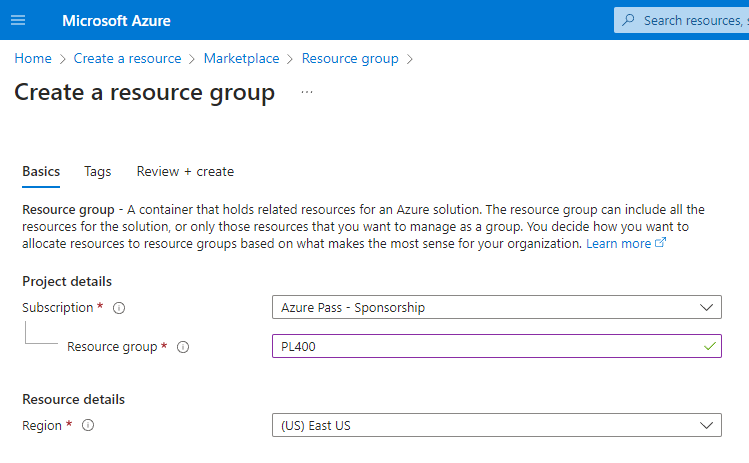 Microsoft Azure
Search resources,
Home > Create a resource > Marketplace > Resource group >
Create a resource group ...
Basics Tags Review + create
Resource group - A container that holds related resources for an Azure solution. The resource group can include all the
resources for the solution, or only those resources that you want to manage as a group. You decide how you want to
allocate resources to resource groups based on what makes the most sense for your organization. Learn more
Project details
Subscription * Azure Pass - Sponsorship
Resource group * PL400
Resource details
Region * (US) East US